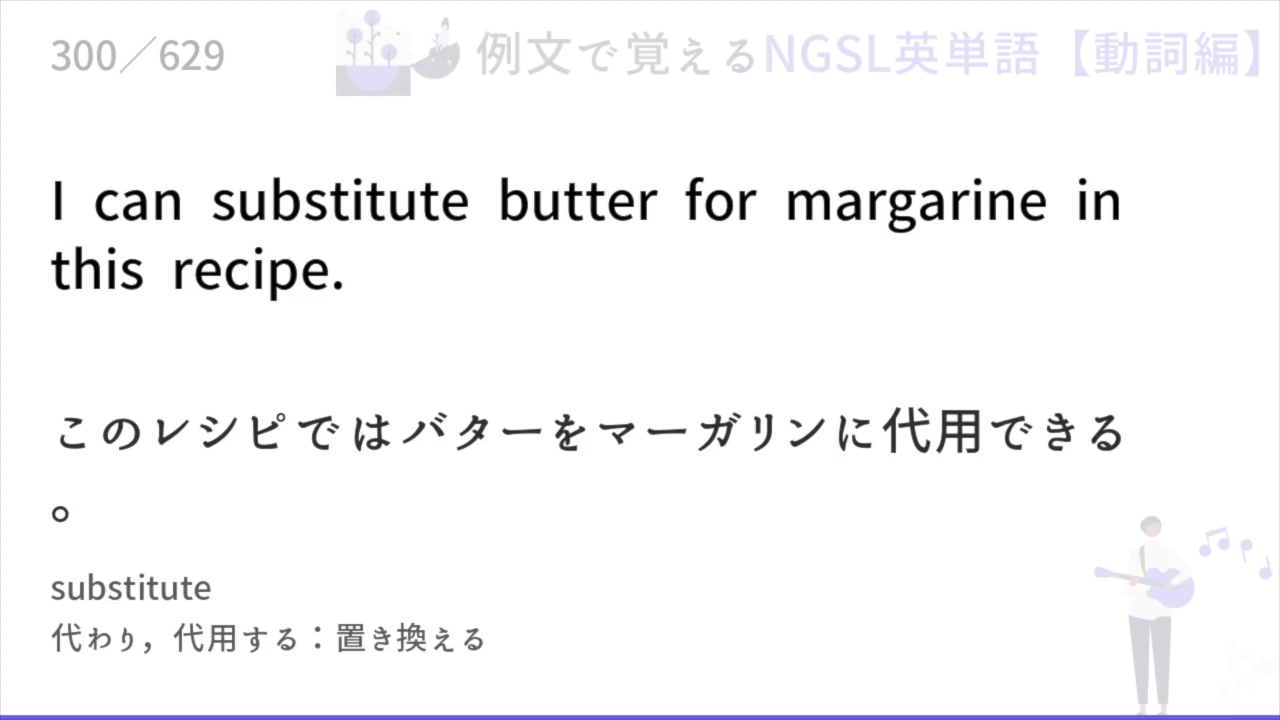 300／629
例文で覚えるNGSL英単語【動詞編】
I can substitute butter for margarine in
this recipe.
このレシピではバターをマーガリンに代用できる
。
substitute
代わり，代用する：置き換える